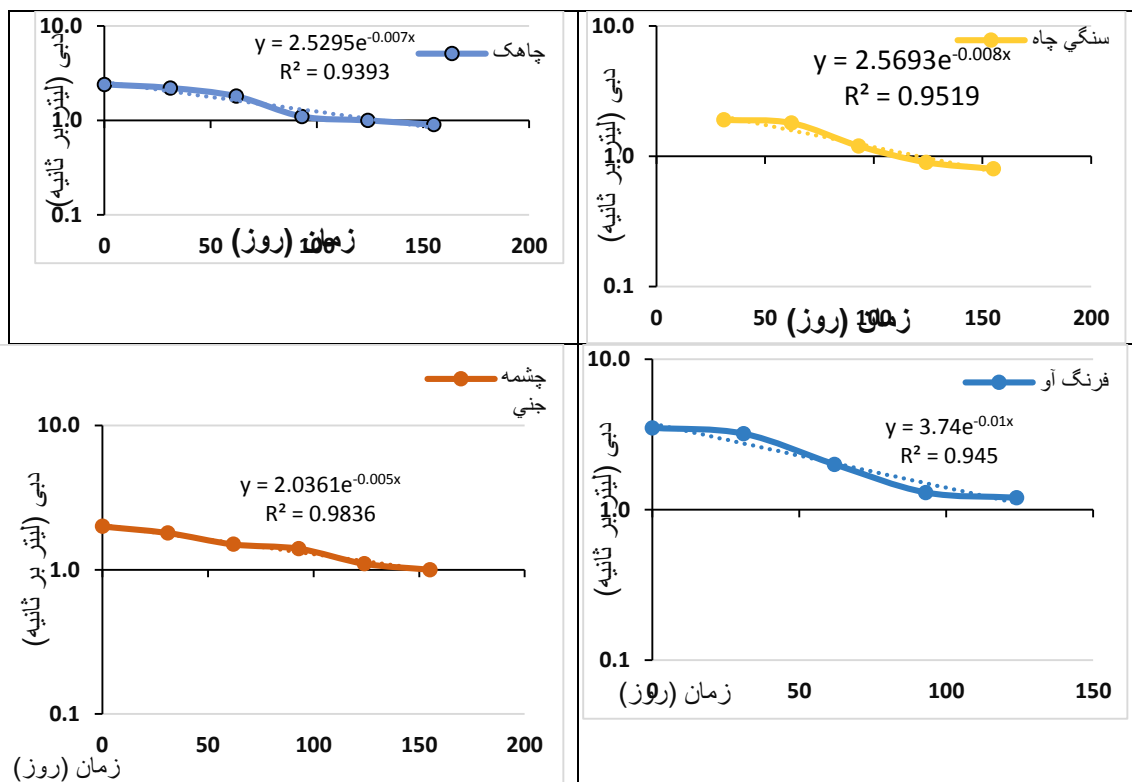 چاهک
y = 2.5295e^-0.007x
R² = 0.9393
دبی (لیتر بر ثانیه)
10.0
1.0
0.1
0 50 100 150 200
زمان (روز)
سنگي چاه
y = 2.5693e^-0.008x
R² = 0.9519
دبی (لیتر بر ثانیه)
10.0
1.0
0.1
0 50 100 150 200
زمان (روز)
چشمه
جني
y = 2.0361e^-0.005x
R² = 0.9836
دبی (لیتر بر ثانیه)
10.0
1.0
0.1
0 50 100 150 200
زمان (روز)
فرنگ آو
y = 3.74e^-0.01x
R² = 0.945
دبی (لیتر بر ثانیه)
10.0
1.0
0.1
0 50 100 150
زمان (روز)